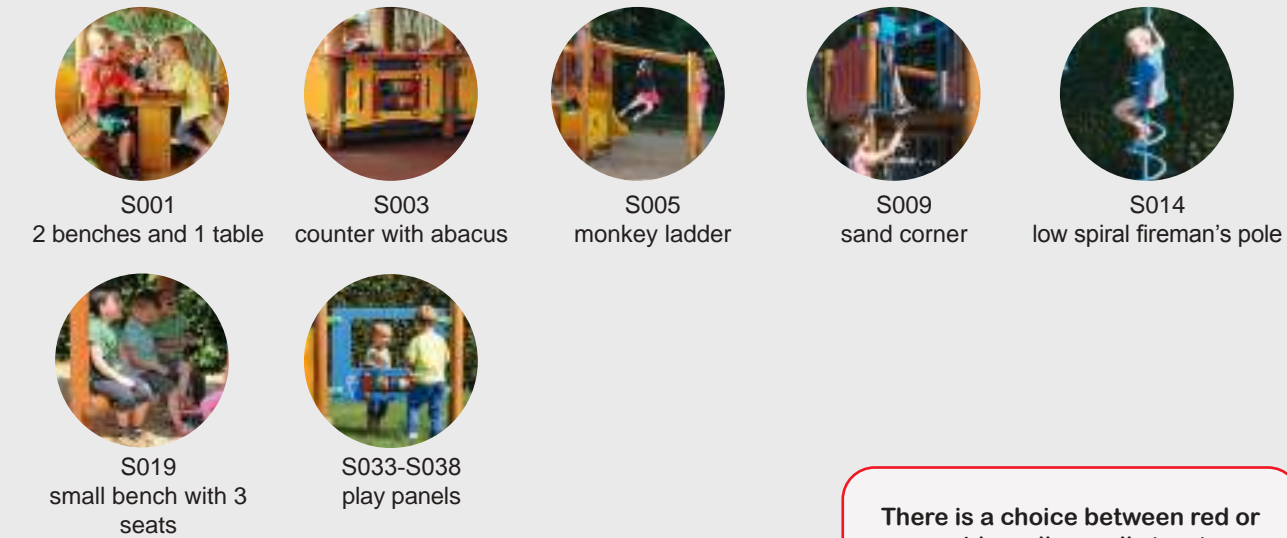 S001
2 benches and 1 table
S003
counter with abacus
S005
monkey ladder
S009
sand corner
S014
low spiral fireman's pole
S019
small bench with 3
seats
S033-S038
play panels
There is a choice between red or